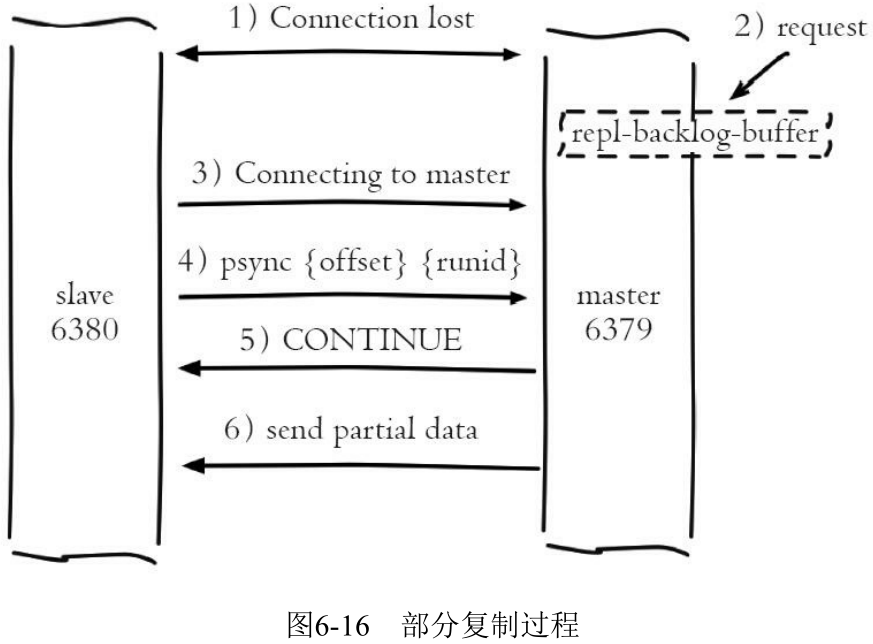 1) Connection lost
2) request
repl-backlog-buffer
3) Connecting to master
4) psync {offset} {runid}
slave
6380
master
6379
5) CONTINUE
6) send partial data
图6-16 部分复制过程